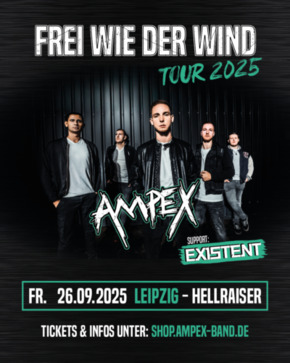 FREI WIE DER WIND
TOUR 2025
AMPEX
SUPPORT:
EXISTENT
FR. 26.09.2025 LEIPZIG - HELLRAISER
TICKETS & INFOS UNTER: SHOP.AMPEX-BAND.DE